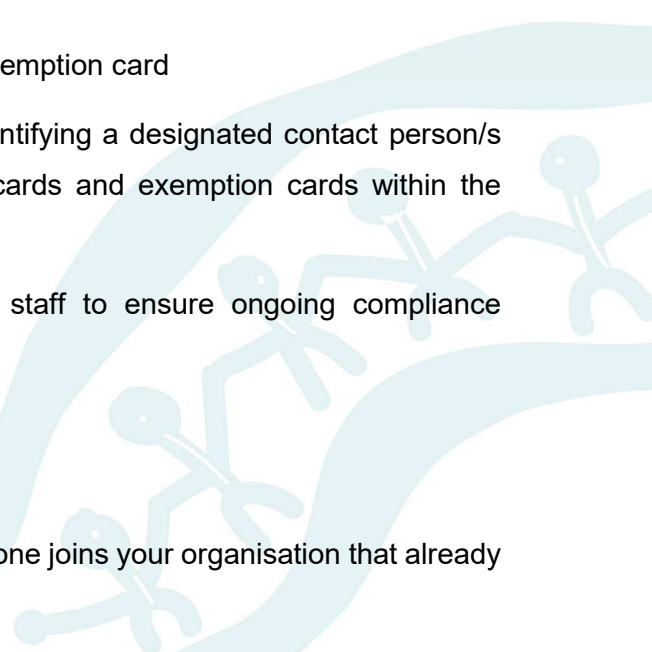 emption card
ntifying a designated contact person/s
cards and exemption cards within the
staff to ensure ongoing compliance
one joins your organisation that already